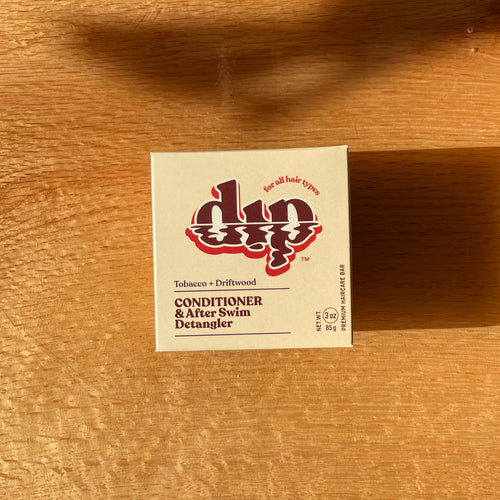 for all hair types
dip
TM
Tobacco + Driftwood
CONDITIONER
& After Swim
Detangler
NET.WT. 3 oz 85 g
PREMIUM HAIRCARE BAR